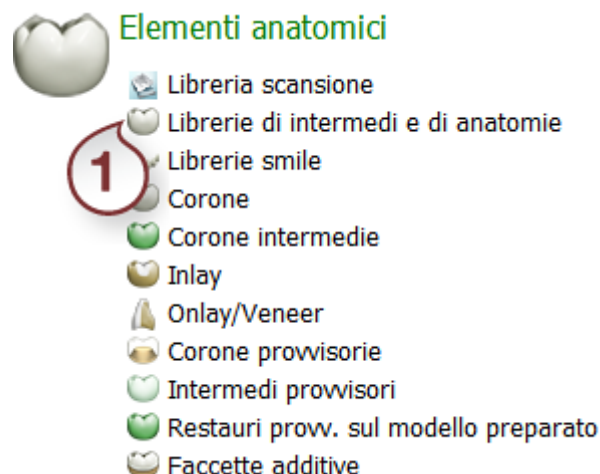 Elementi anatomici
Libreria scansione
Librerie di intermedi e di anatomie
1
Librerie smile
Corone
Corone intermedie
Inlay
Onlay/Veneer
Corone provvisorie
Intermedi provvisori
Restauri provv. sul modello preparato
Faccette additive